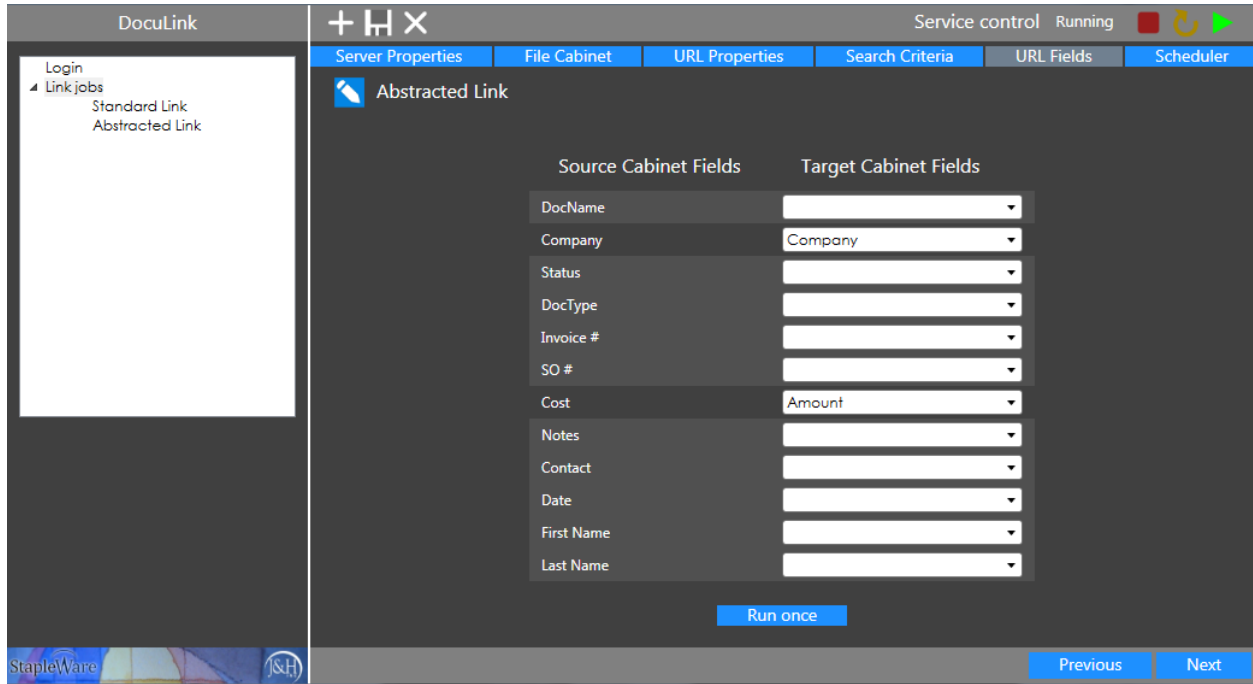 DocuLink
Service control Running
Login
Link jobs
Standard Link
Abstracted Link
Server Properties File Cabinet URL Properties Search Criteria URL Fields Scheduler
Abstracted Link
Source Cabinet Fields Target Cabinet Fields
DocName
Company Company
Status
DocType
Invoice #
SO #
Cost Amount
Notes
Contact
Date
First Name
Last Name
Run once
StapleWare J&H
Previous Next